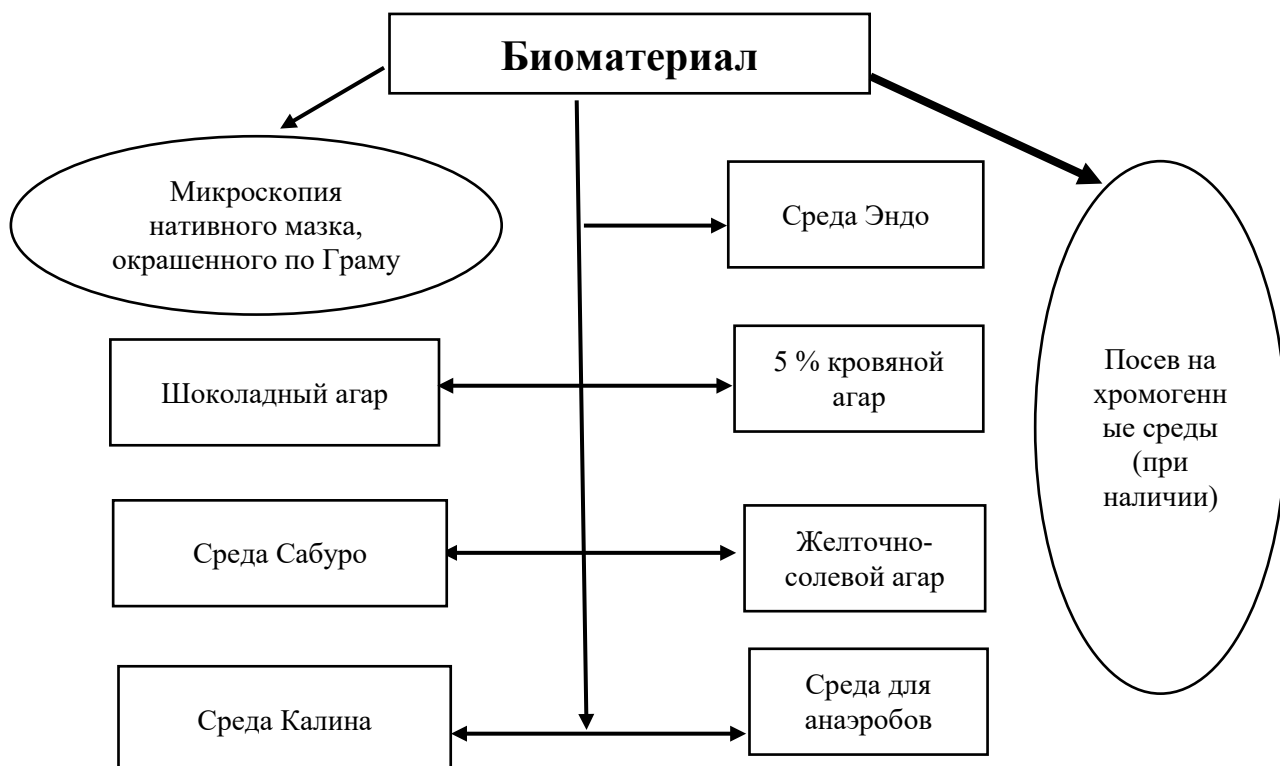 Биоматериал
Микроскопия
нативного мазка,
окрашенного по Граму
Среда Эндо
Шоколадный агар
5 % кровяной
агар
Посев на
хромогенн
ые среды
(при
наличии)
Среда Сабуро
Желточно-
солевой агар
Среда Калина
Среда для
анаэробов